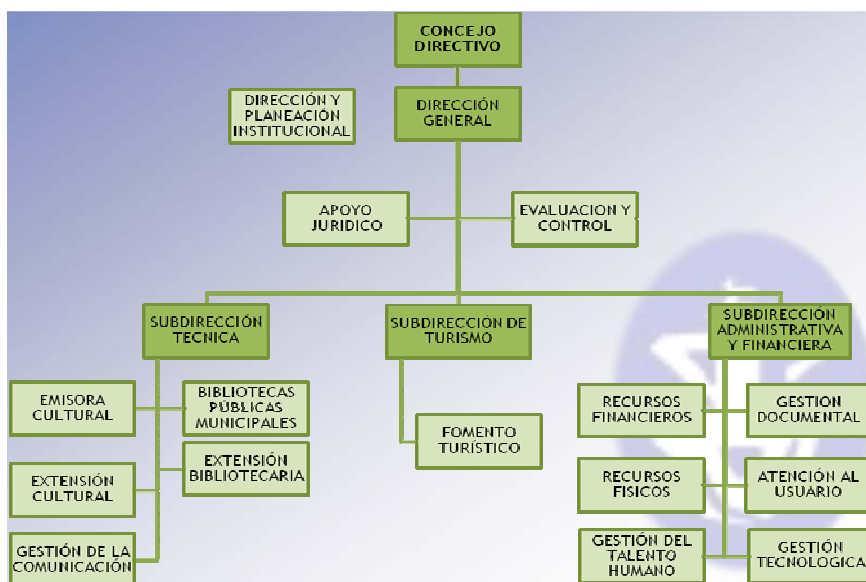 CONCEJO
DIRECTIVO
DIRECCIÓN Y
PLANEACIÓN
INSTITUCIONAL
DIRECCIÓN
GENERAL
APOYO
JURIDICO
EVALUACION Y
CONTROL
SUBDIRECCIÓN
TECNICA
SUBDIRECCIÓN DE
TURISMO
SUBDIRECCIÓN
ADMINISTRATIVA
Y FINANCIERA
EMISORA
CULTURAL
BIBLIOTECAS
PÚBLICAS
MUNICIPALES
EXTENSIÓN
CULTURAL
EXTENSIÓN
BIBLIOTECARIA
GESTIÓN DE LA
COMUNICACIÓN
FOMENTO
TURÍSTICO
RECURSOS
FINANCIEROS
GESTION
DOCUMENTAL
RECURSOS
FISICOS
ATENCIÓN AL
USUARIO
GESTIÓN DEL
TALENTO
HUMANO
GESTIÓN
TECNOLOGICA